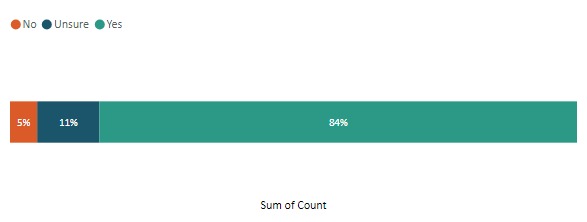 No Unsure Yes
5% 11% 84%
Sum of Count